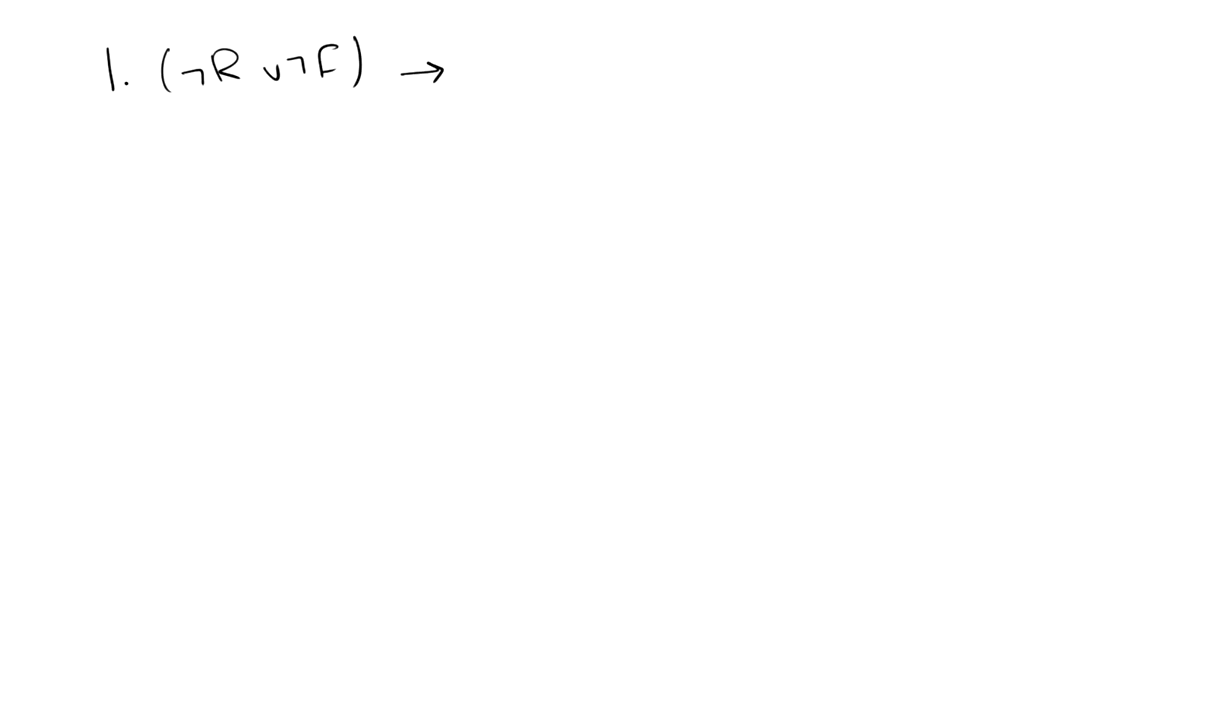 1. (¬R ∨ ¬F) →